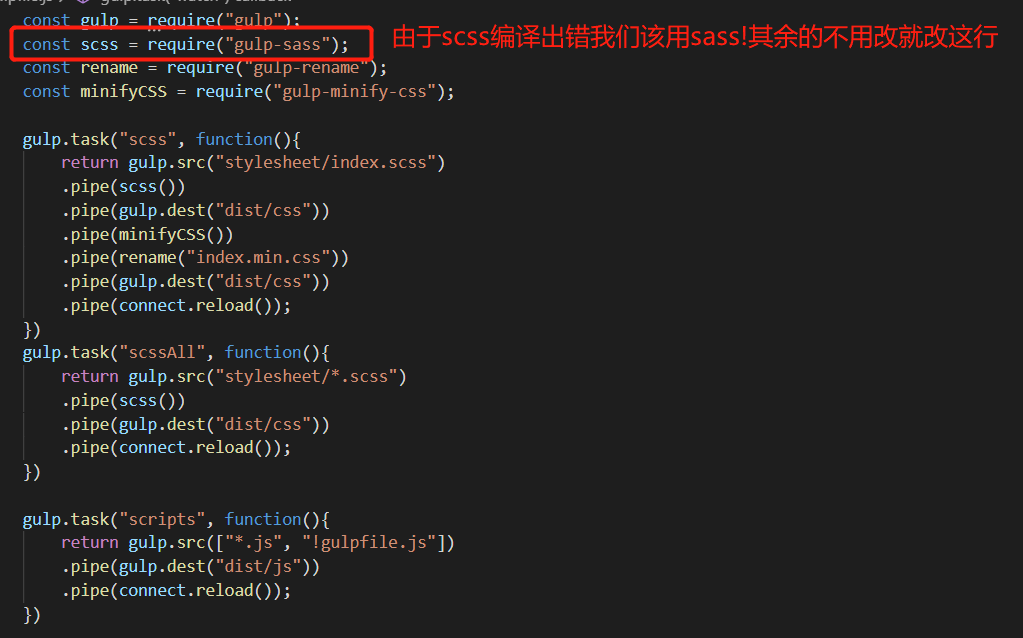 const gulp = require("gulp");
const scss = require("gulp-sass"); 由于scss编译出错我们该用sass!其余的不用改就改这行
const rename = require("gulp-rename");
const minifyCSS = require("gulp-minify-css");
gulp.task("scss", function(){
return gulp.src("stylesheet/index.scss")
.pipe(scss())
.pipe(gulp.dest("dist/css"))
.pipe(minifyCSS())
.pipe(rename("index.min.css"))
.pipe(gulp.dest("dist/css"))
.pipe(connect.reload());
})
gulp.task("scssAll", function(){
return gulp.src("stylesheet/*.scss")
.pipe(scss())
.pipe(gulp.dest("dist/css"))
.pipe(connect.reload());
})
gulp.task("scripts", function(){
return gulp.src(["*.js", "!gulpfile.js"])
.pipe(gulp.dest("dist/js"))
.pipe(connect.reload());
})